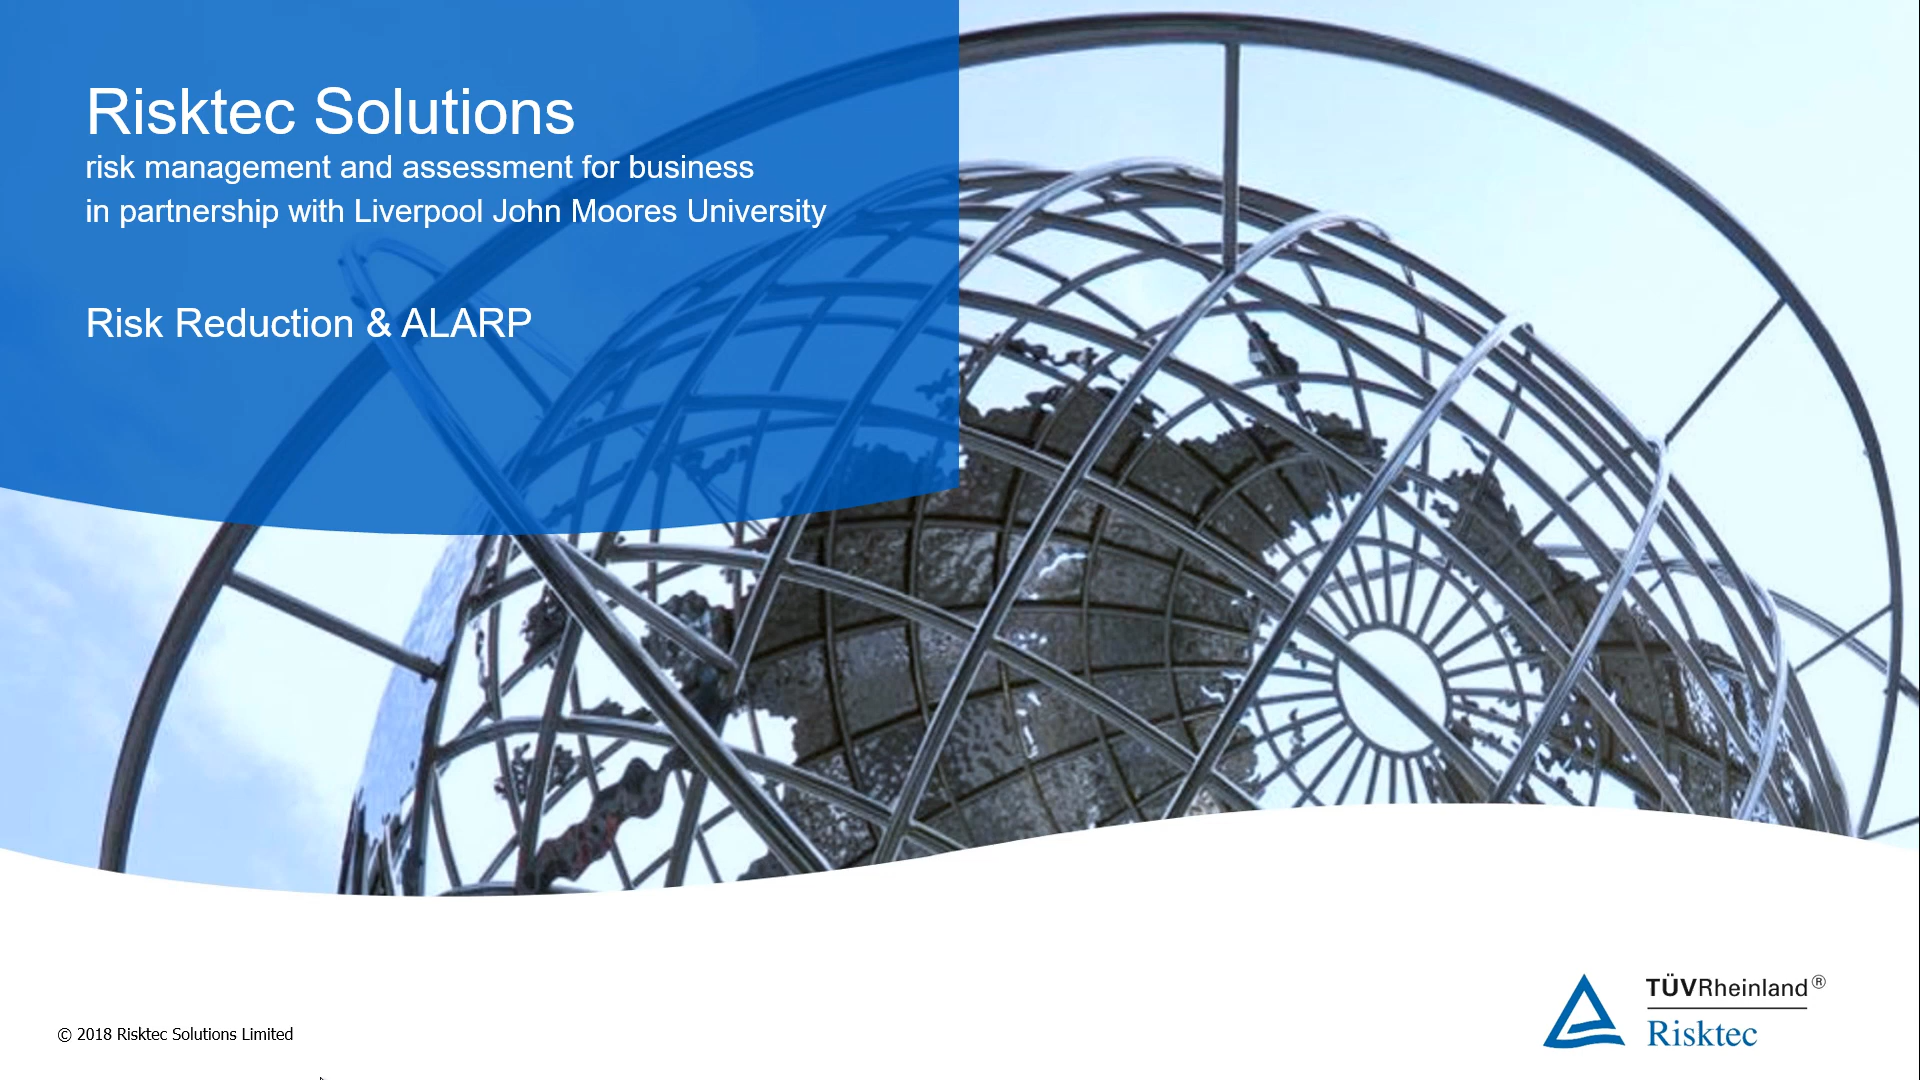 Risktec Solutions
risk management and assessment for business
in partnership with Liverpool John Moores University
Risk Reduction & ALARP
© 2018 Risktec Solutions Limited
TÜVRheinland®
Risktec